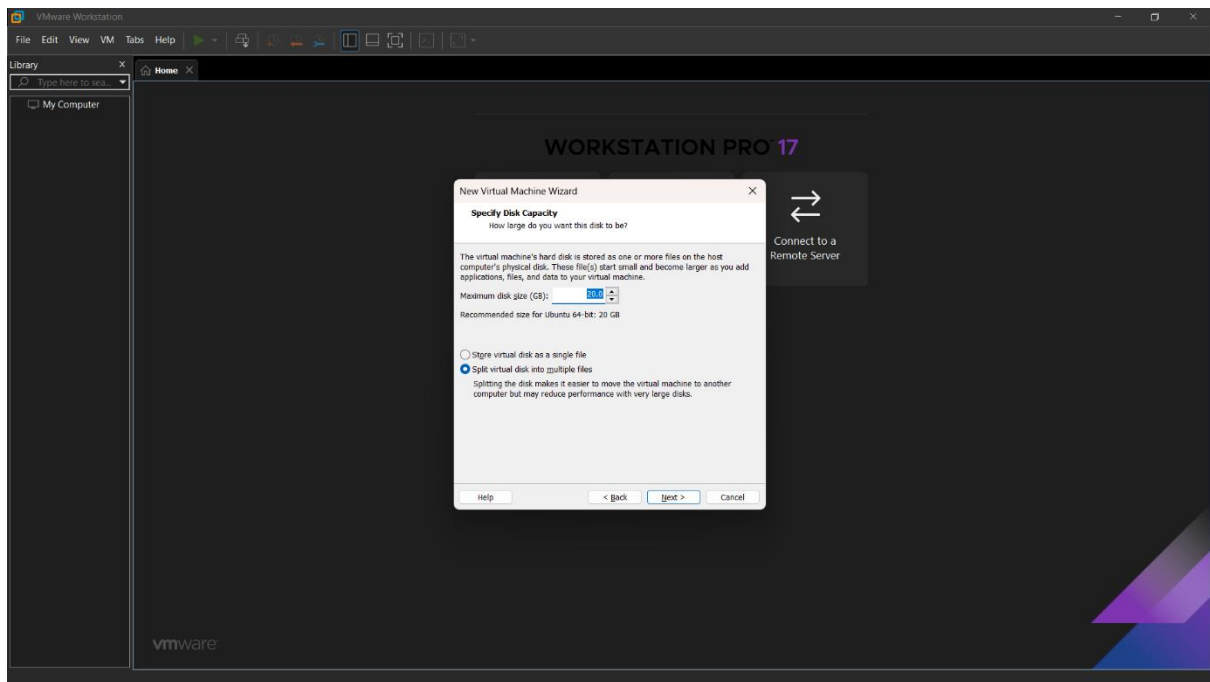 VMware Workstation
File Edit View VM Tabs Help
Library X
Type here to sea...
Home X
My Computer
WORKSTATION PRO 17
Connect to a
Remote Server
New Virtual Machine Wizard
Specify Disk Capacity
How large do you want this disk to be?
The virtual machine's hard disk is stored as one or more files on the host
computer's physical disk. These file(s) start small and become larger as you add
applications, files, and data to your virtual machine.
Maximum disk size (GB): 20.0
Recommended size for Ubuntu 64-bit: 20 GB
Store virtual disk as a single file
Split virtual disk into multiple files
Splitting the disk makes it easier to move the virtual machine to another
computer but may reduce performance with very large disks.
Help < Back Next > Cancel
vmware